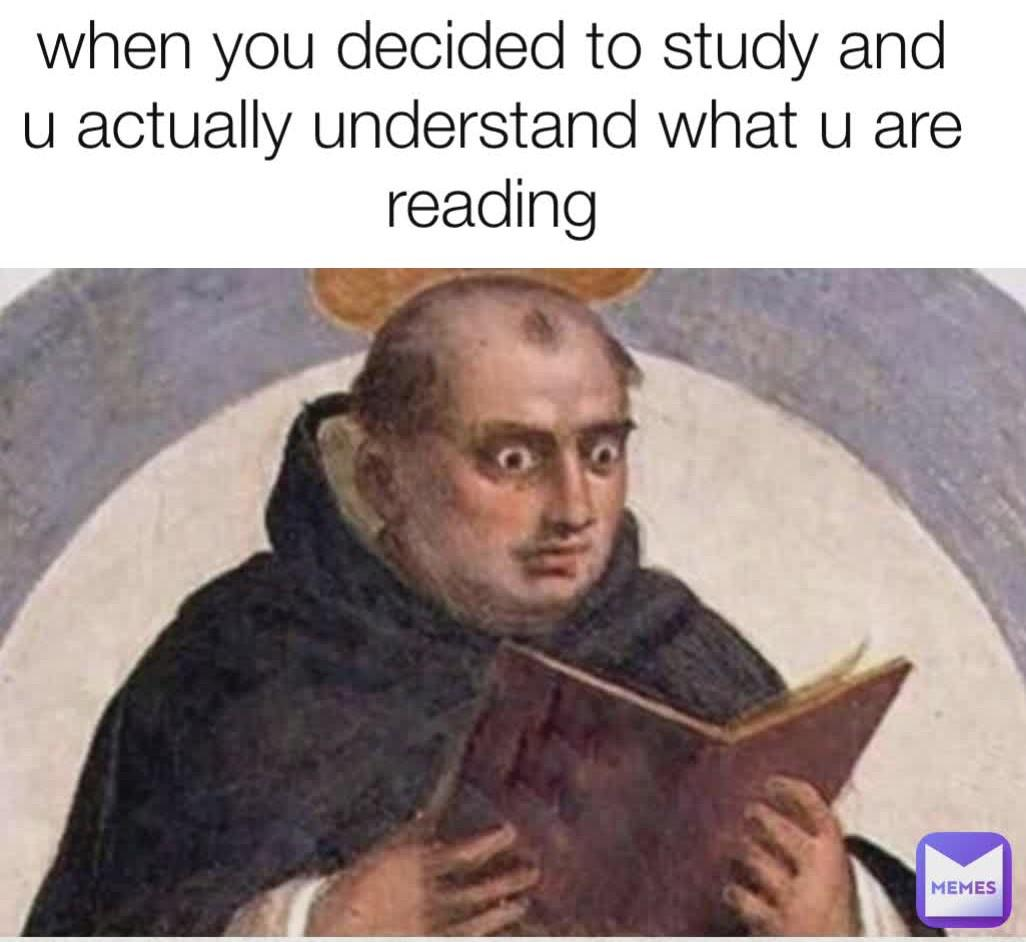 when you decided to study and
u actually understand what u are
reading
MEMES